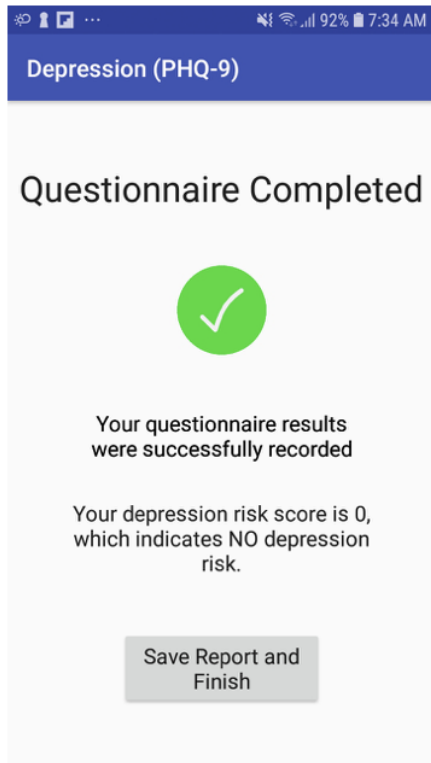 92% 7:34 AM
Depression (PHQ-9)
Questionnaire Completed
Your questionnaire results
were successfully recorded
Your depression risk score is 0,
which indicates NO depression
risk.
Save Report and
Finish